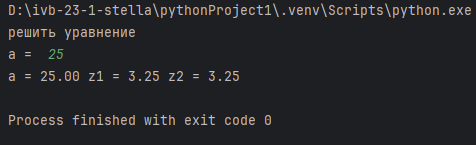 D:\ivb-23-1-stella\pythonProject1\.venv\Scripts\python.exe
решить уравнение
a =  25
a = 25.00 z1 = 3.25 z2 = 3.25
Process finished with exit code 0